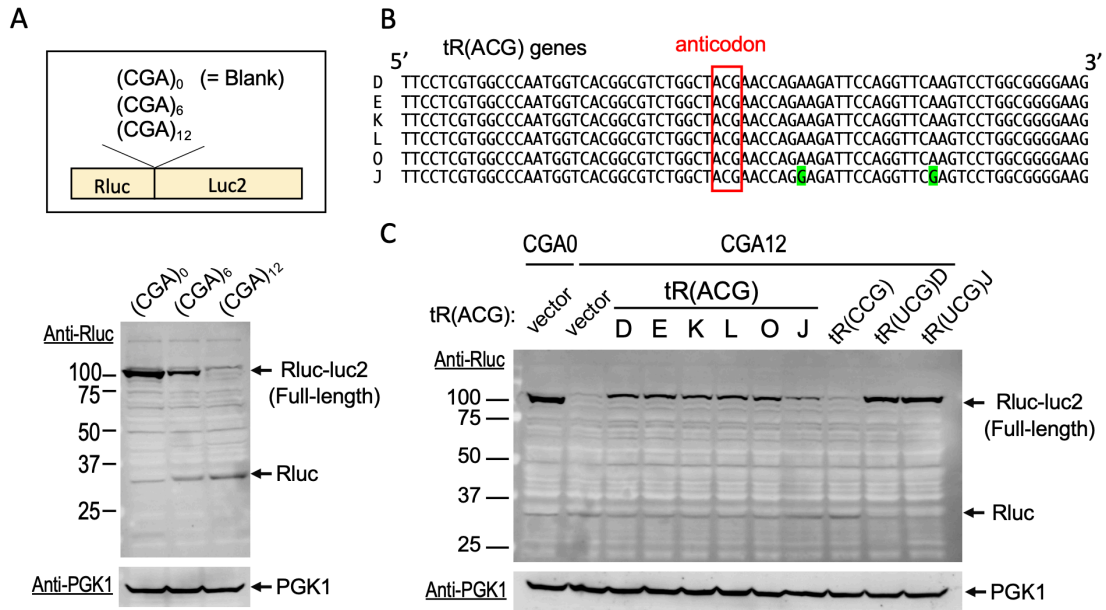 A
(CGA)0 (= Blank)
(CGA)6
(CGA)12
Rluc Luc2
(CGA)0 (CGA)6 (CGA)12
Anti-Rluc
100
75
50
37
25
Rluc-luc2
(Full-length)
Rluc
Anti-PGK1 PGK1
B
5' tR(ACG) genes anticodon 3'
D TTCCTCGTGGCCCAATGGTCACGGCGTCTGGCTACGAACCAGAAGATTCCAGGTTCAAGTCCTGGCGGGGAAG
E TTCCTCGTGGCCCAATGGTCACGGCGTCTGGCTACGAACCAGAAGATTCCAGGTTCAAGTCCTGGCGGGGAAG
K TTCCTCGTGGCCCAATGGTCACGGCGTCTGGCTACGAACCAGAAGATTCCAGGTTCAAGTCCTGGCGGGGAAG
L TTCCTCGTGGCCCAATGGTCACGGCGTCTGGCTACGAACCAGAAGATTCCAGGTTCAAGTCCTGGCGGGGAAG
O TTCCTCGTGGCCCAATGGTCACGGCGTCTGGCTACGAACCAGAAGATTCCAGGTTCAAGTCCTGGCGGGGAAG
J TTCCTCGTGGCCCAATGGTCACGGCGTCTGGCTACGAACCAGGAGATTCCAGGTTCGAGTCCTGGCGGGGAAG
C
CGA0 CGA12
tR(ACG)
tR(ACG): vector vector D E K L O J tR(CCG) tR(UCG)D tR(UCG)J
Anti-Rluc
100
75
50
37
25
Rluc-luc2
(Full-length)
Rluc
Anti-PGK1 PGK1